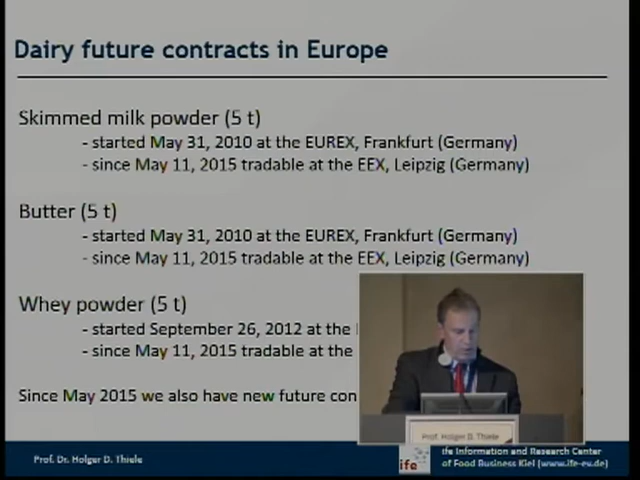 Dairy future contracts in Europe
Skimmed milk powder (5 t)
- started May 31, 2010 at the EUREX, Frankfurt (Germany)
- since May 11, 2015 tradable at the EEX, Leipzig (Germany)
Butter (5 t)
- started May 31, 2010 at the EUREX, Frankfurt (Germany)
- since May 11, 2015 tradable at the EEX, Leipzig (Germany)
Whey powder (5 t)
- started September 26, 2012 at the
- since May 11, 2015 tradable at the
Since May 2015 we also have new future con
Prof. Holger D. Thiele
Prof. Dr. Holger D. Thiele
ife
ife Information and Research Center
of Food Business Kiel (www.ife-ev.de)